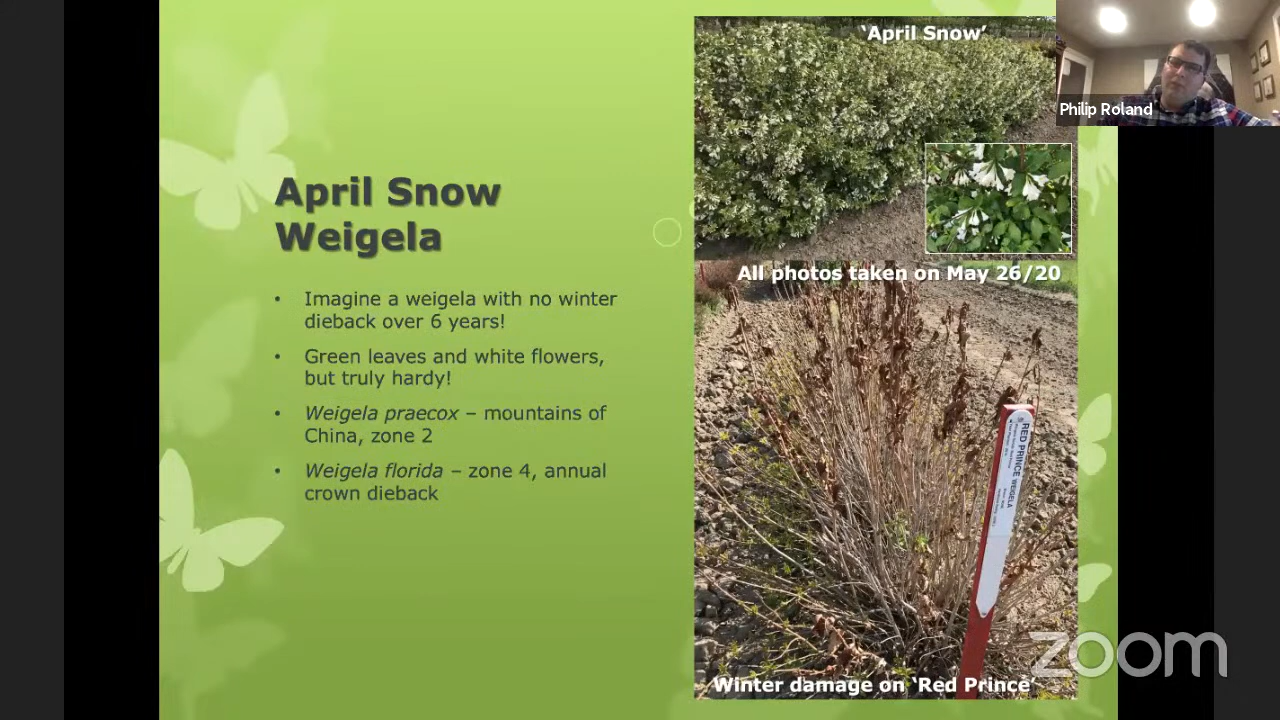 April Snow
Weigela
• Imagine a weigela with no winter
dieback over 6 years!
• Green leaves and white flowers,
but truly hardy!
• Weigela praecox – mountains of
China, zone 2
• Weigela florida – zone 4, annual
crown dieback
‘April Snow’
All photos taken on May 26/20
RED PRINCE WEIGELA
Winter damage on ‘Red Prince’
Philip Roland
zoom